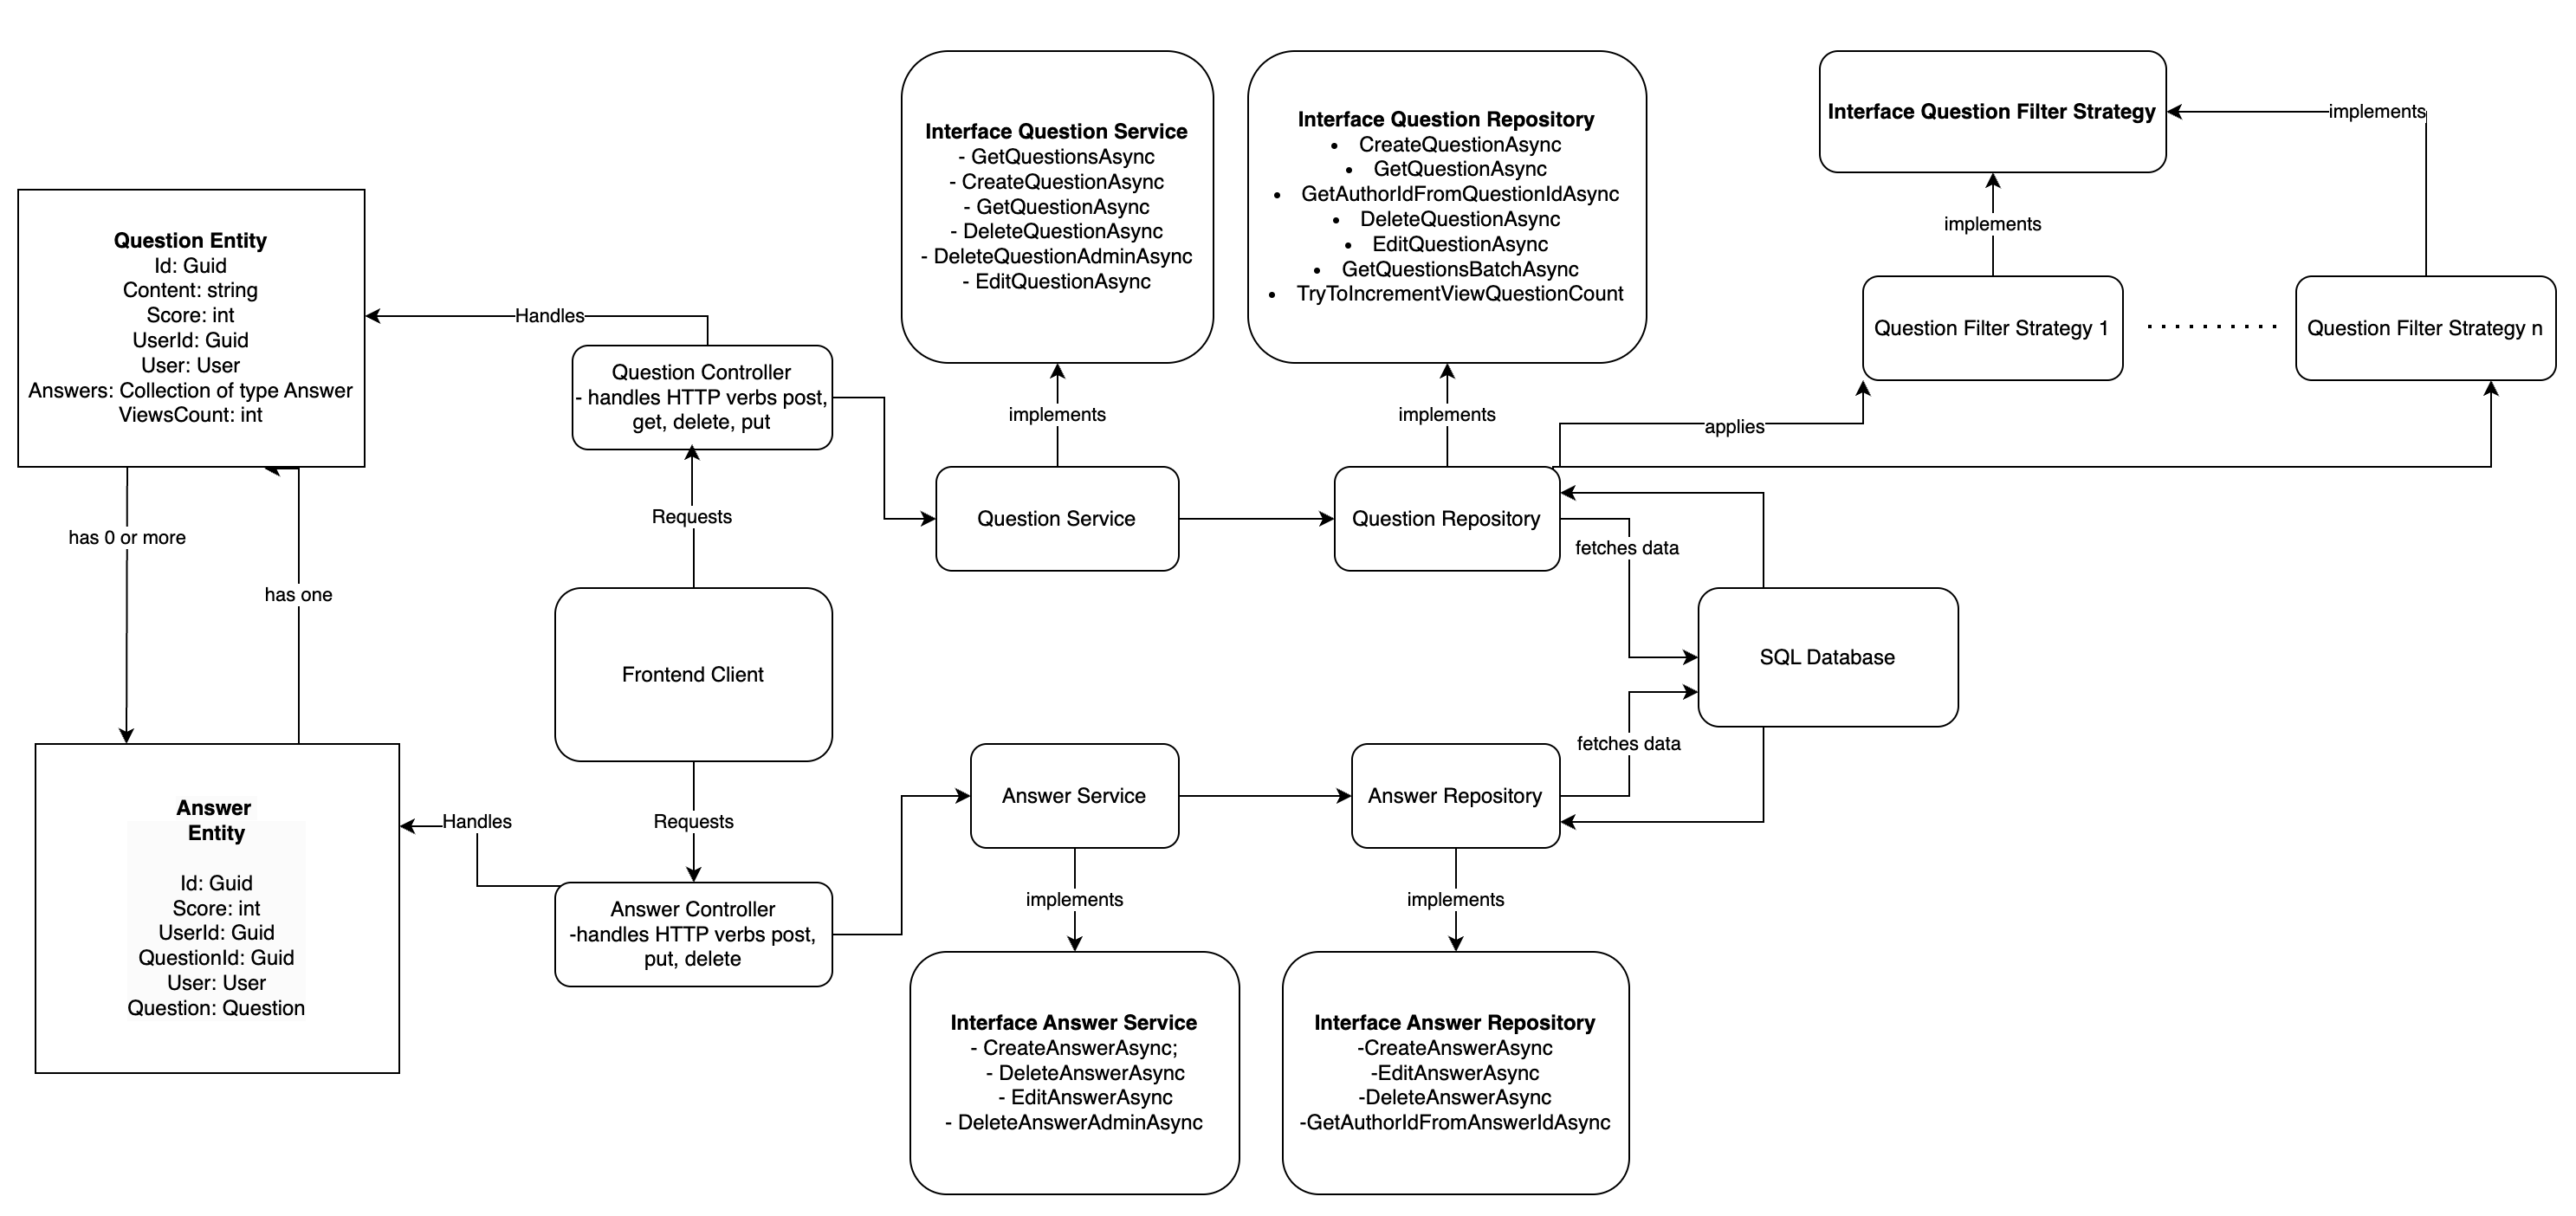 Question Entity
Id: Guid
Content: string
Score: int
UserId: Guid
User: User
Answers: Collection of type Answer
ViewsCount: int
has 0 or more
has one
Answer
Entity
Id: Guid
Score: int
UserId: Guid
QuestionId: Guid
User: User
Question: Question
Handles
Question Controller
- handles HTTP verbs post,
get, delete, put
Requests
Frontend Client
Requests
Handles
Answer Controller
-handles HTTP verbs post,
put, delete
Interface Question Service
- GetQuestionsAsync
- CreateQuestionAsync
- GetQuestionAsync
- DeleteQuestionAsync
- DeleteQuestionAdminAsync
- EditQuestionAsync
implements
Question Service
Interface Question Repository
• CreateQuestionAsync
• GetQuestionAsync
• GetAuthorIdFromQuestionIdAsync
• DeleteQuestionAsync
• EditQuestionAsync
• GetQuestionsBatchAsync
• TryToIncrementViewQuestionCount
implements
Question Repository
Interface Question Filter Strategy
implements
implements
Question Filter Strategy 1
Question Filter Strategy n
applies
fetches data
SQL Database
fetches data
Answer Service
Answer Repository
implements
implements
Interface Answer Service
- CreateAnswerAsync;
- DeleteAnswerAsync
- EditAnswerAsync
- DeleteAnswerAdminAsync
Interface Answer Repository
-CreateAnswerAsync
-EditAnswerAsync
-DeleteAnswerAsync
-GetAuthorIdFromAnswerIdAsync